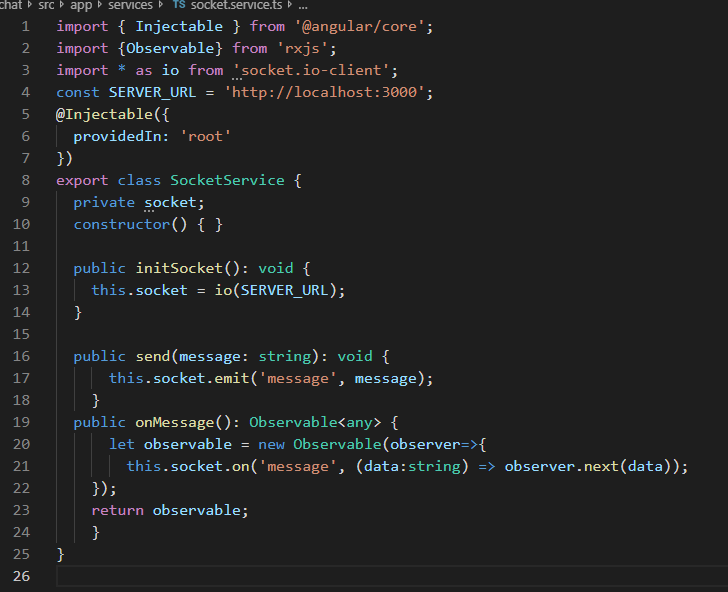 chat > src > app > services > TS socket.service.ts > ...
1 import { Injectable } from '@angular/core';
2 import {Observable} from 'rxjs';
3 import * as io from 'socket.io-client';
4 const SERVER_URL = 'http://localhost:3000';
5 @Injectable({
6   providedIn: 'root'
7 })
8 export class SocketService {
9   private socket;
10   constructor() { }
11
12   public initSocket(): void {
13     this.socket = io(SERVER_URL);
14   }
15
16   public send(message: string): void {
17       this.socket.emit('message', message);
18     }
19   public onMessage(): Observable<any> {
20       let observable = new Observable(observer=>{
21         this.socket.on('message', (data:string) => observer.next(data));
22     });
23     return observable;
24     }
25 }
26